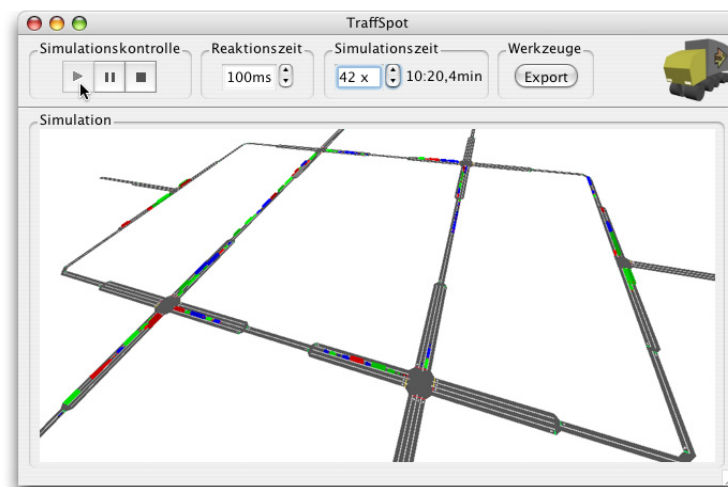 TraffSpot
Simulationskontrolle
Reaktionszeit
100ms
Simulationszeit
42 x
10:20,4min
Werkzeuge
Export
Simulation